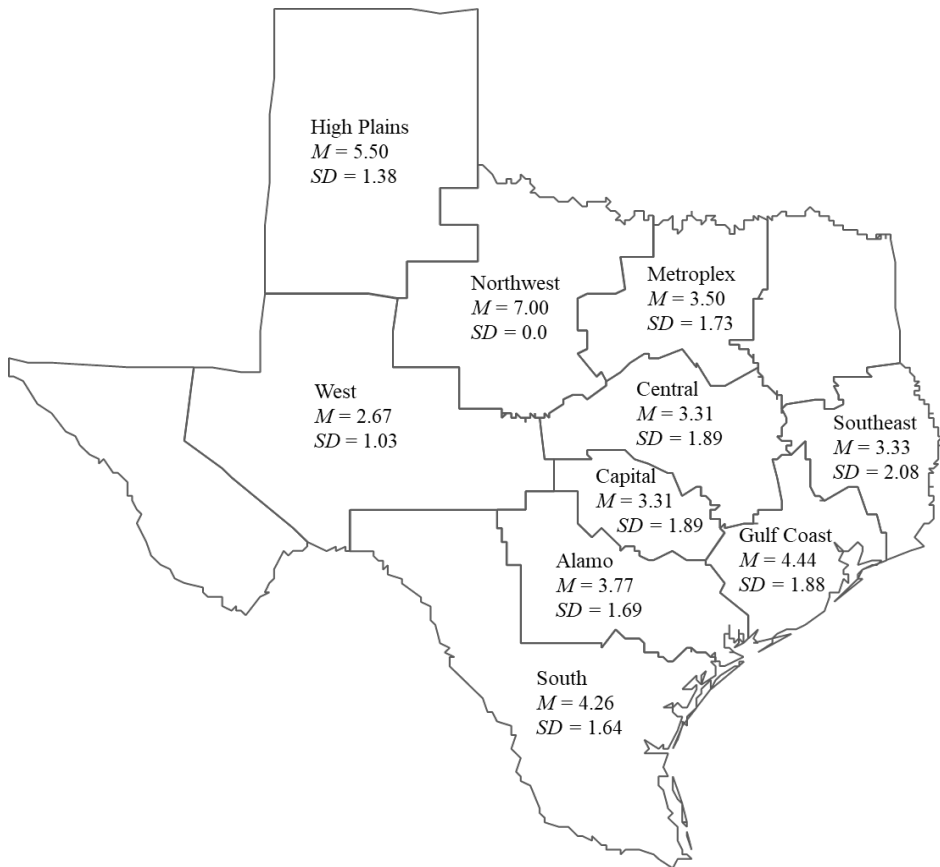 High Plains
M = 5.50
SD = 1.38
Northwest
M = 7.00
SD = 0.0
Metroplex
M = 3.50
SD = 1.73
West
M = 2.67
SD = 1.03
Central
M = 3.31
SD = 1.89
Southeast
M = 3.33
SD = 2.08
Capital
M = 3.31
SD = 1.89
Gulf Coast
M = 4.44
SD = 1.88
Alamo
M = 3.77
SD = 1.69
South
M = 4.26
SD = 1.64